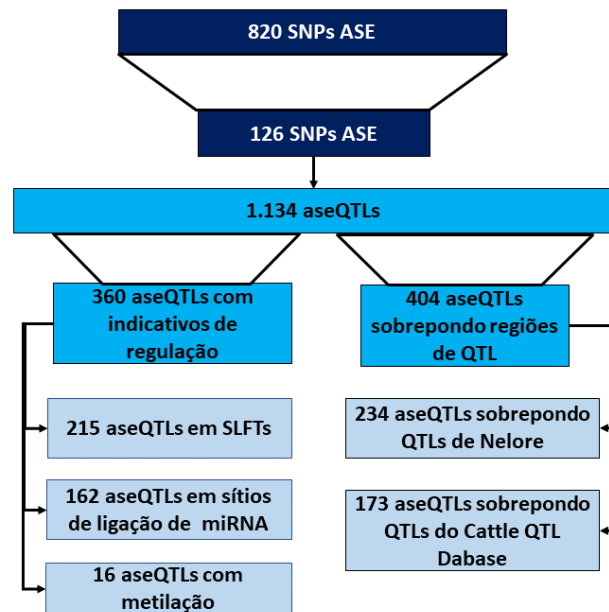 820 SNPs ASE
126 SNPs ASE
1.134 aseQTLs
360 aseQTLs com
indicativos de
regulação
404 aseQTLs
sobrepondo regiões
de QTL
215 aseQTLs em SLFTs
162 aseQTLs em sítios
de ligação de miRNA
16 aseQTLs com
metilação
234 aseQTLs sobrepondo
QTLs de Nelore
173 aseQTLs sobrepondo
QTLs do Cattle QTL
Dabase